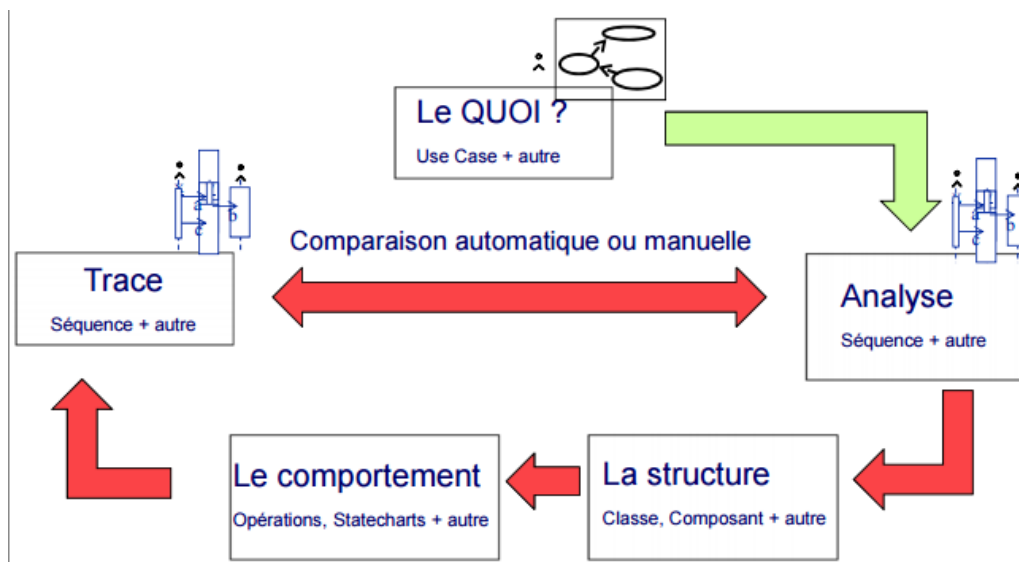 Le QUOI ?
Use Case + autre
Comparaison automatique ou manuelle
Trace
Séquence + autre
Analyse
Séquence + autre
Le comportement
Opérations, Statecharts + autre
La structure
Classe, Composant + autre